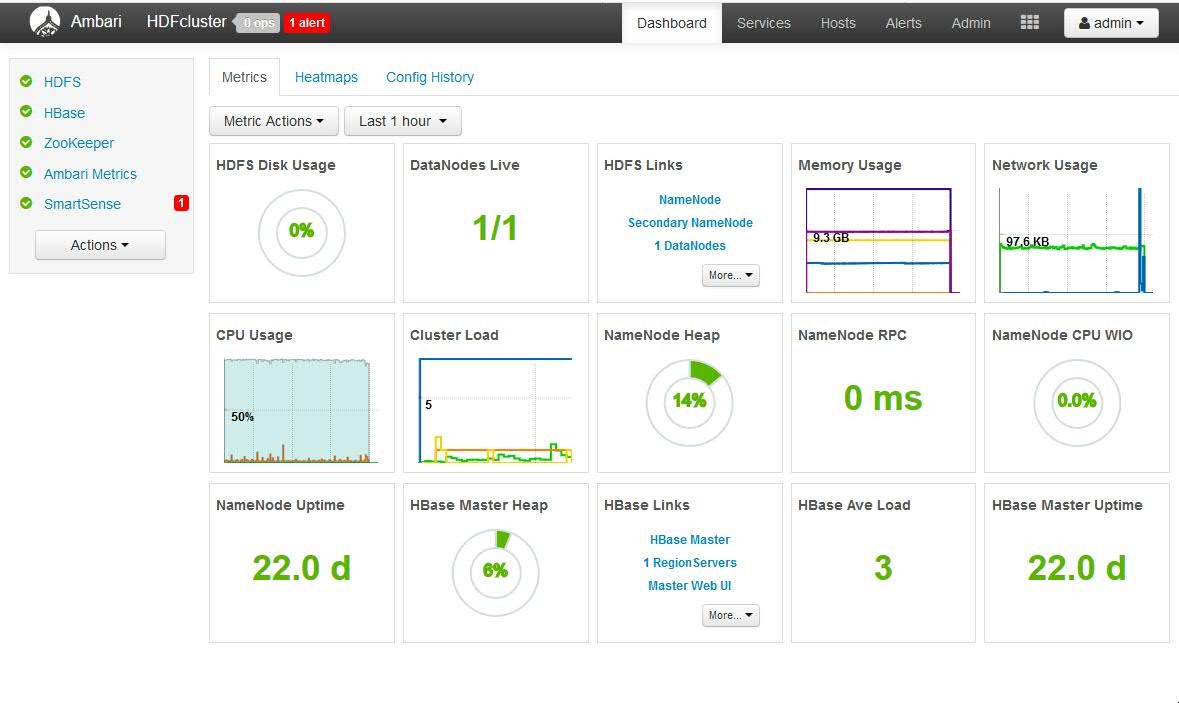 Ambari HDFcluster 0 ops 1 alert Dashboard Services Hosts Alerts Admin admin
HDFS
HBase
ZooKeeper
Ambari Metrics
SmartSense 1
Actions
Metrics Heatmaps Config History
Metric Actions Last 1 hour
HDFS Disk Usage DataNodes Live HDFS Links Memory Usage Network Usage
0% 1/1 NameNode 9.3 GB 97.6 KB
Secondary NameNode
1 DataNodes
More...
CPU Usage Cluster Load NameNode Heap NameNode RPC NameNode CPU WIO
50% 5 14% 0 ms 0.0%
NameNode Uptime HBase Master Heap HBase Links HBase Ave Load HBase Master Uptime
22.0 d 6% HBase Master 3 22.0 d
1 RegionServers
Master Web UI
More...